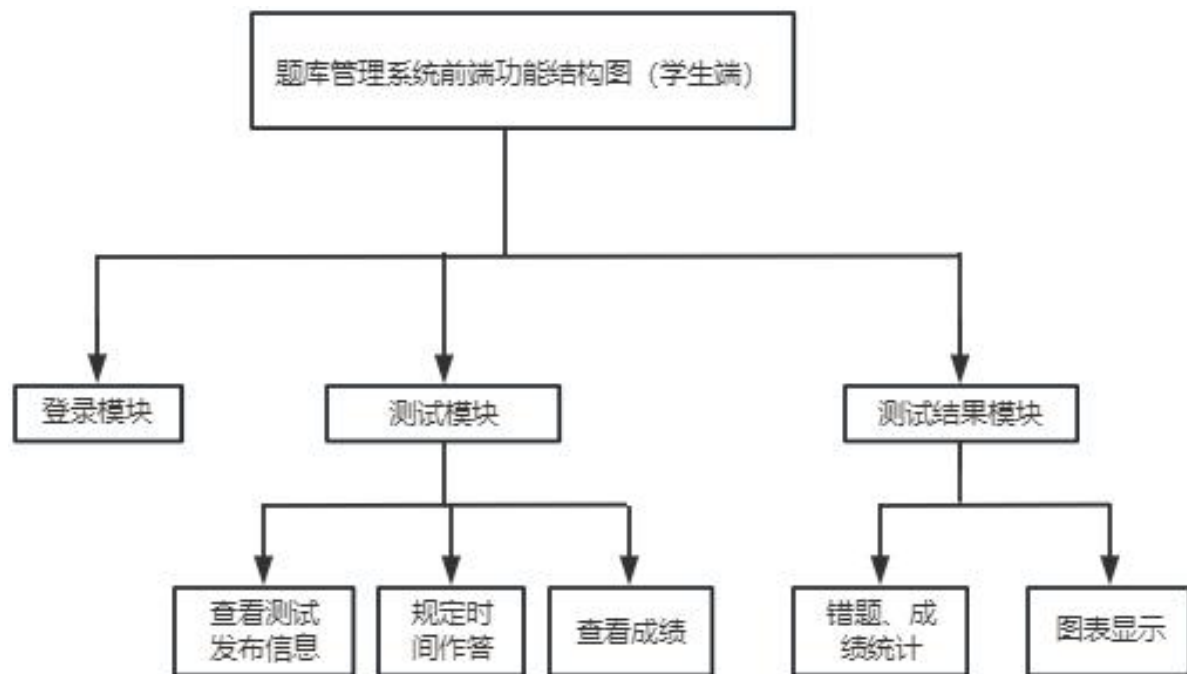 题库管理系统前端功能结构图（学生端）
登录模块
测试模块
测试结果模块
查看测试
发布信息
规定时
间作答
查看成绩
错题、成
绩统计
图表显示